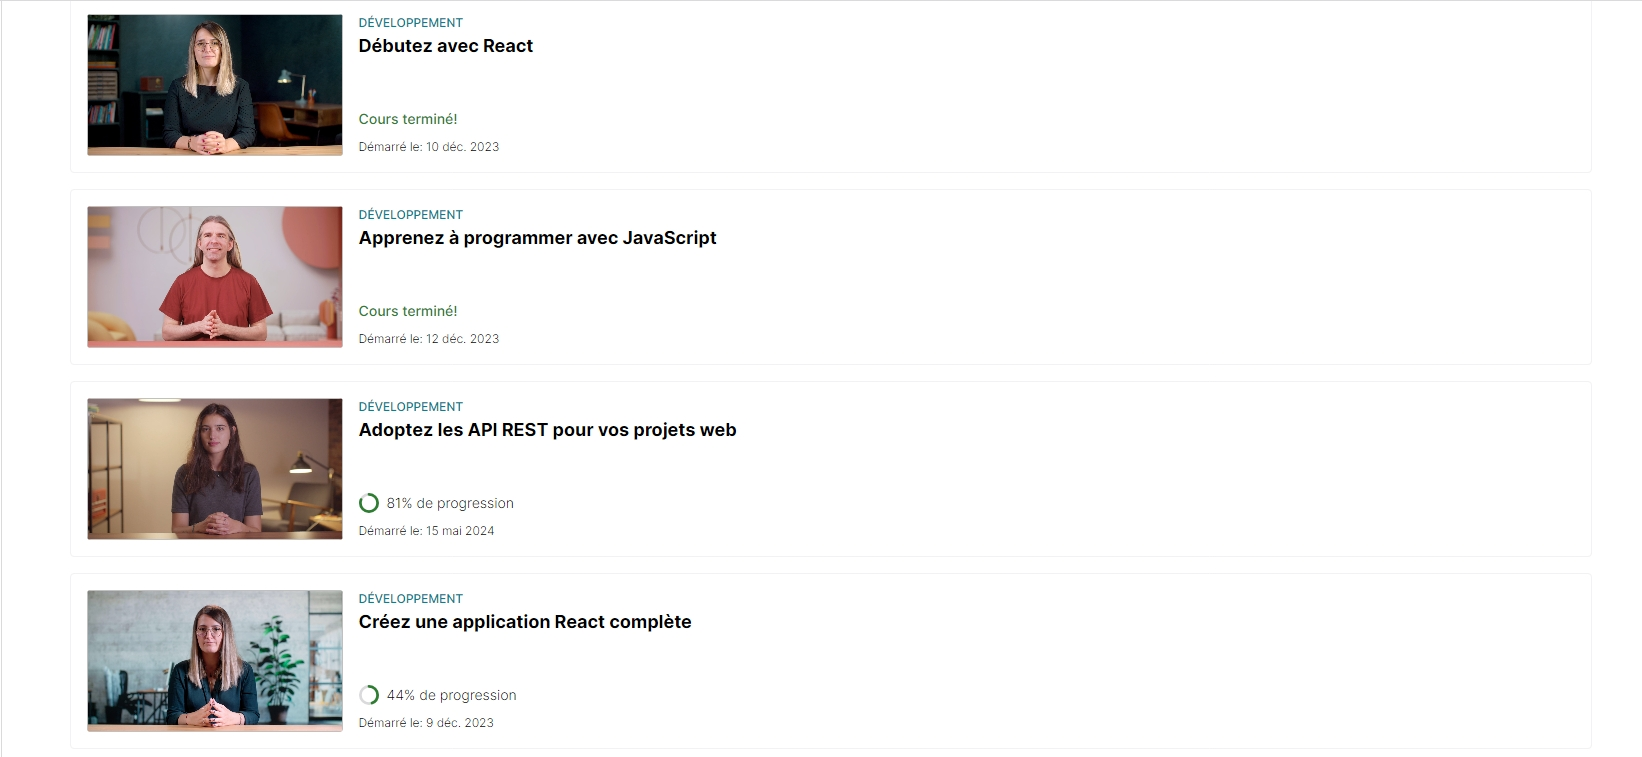 DÉVELOPPEMENT
Débutez avec React
Cours terminé!
Démarré le: 10 déc. 2023
DÉVELOPPEMENT
Apprenez à programmer avec JavaScript
Cours terminé!
Démarré le: 12 déc. 2023
DÉVELOPPEMENT
Adoptez les API REST pour vos projets web
81% de progression
Démarré le: 15 mai 2024
DÉVELOPPEMENT
Créez une application React complète
44% de progression
Démarré le: 9 déc. 2023